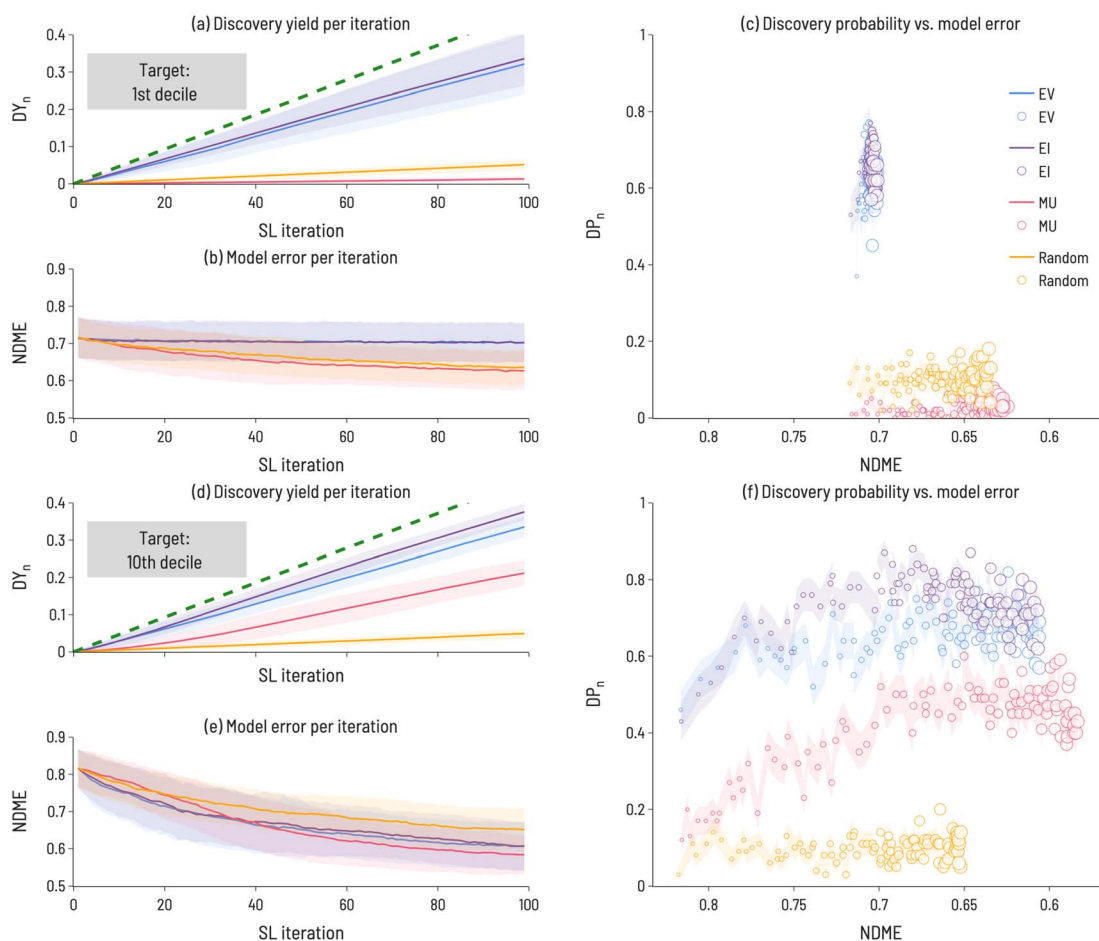 (a) Discovery yield per iteration
0.4
0.3
0.2
0.1
0
DYn
Target:
1st decile
0 20 40 60 80 100
SL iteration
(b) Model error per iteration
0.9
0.8
0.7
0.6
0.5
NDME
0 20 40 60 80 100
SL iteration
(c) Discovery probability vs. model error
1
0.8
0.6
0.4
0.2
0
DPn
EV
EV
EI
EI
MU
MU
Random
Random
0.8 0.75 0.7 0.65 0.6
NDME
(d) Discovery yield per iteration
0.4
0.3
0.2
0.1
0
DYn
Target:
10th decile
0 20 40 60 80 100
SL iteration
(e) Model error per iteration
0.9
0.8
0.7
0.6
0.5
NDME
0 20 40 60 80 100
SL iteration
(f) Discovery probability vs. model error
1
0.8
0.6
0.4
0.2
0
DPn
0.8 0.75 0.7 0.65 0.6
NDME